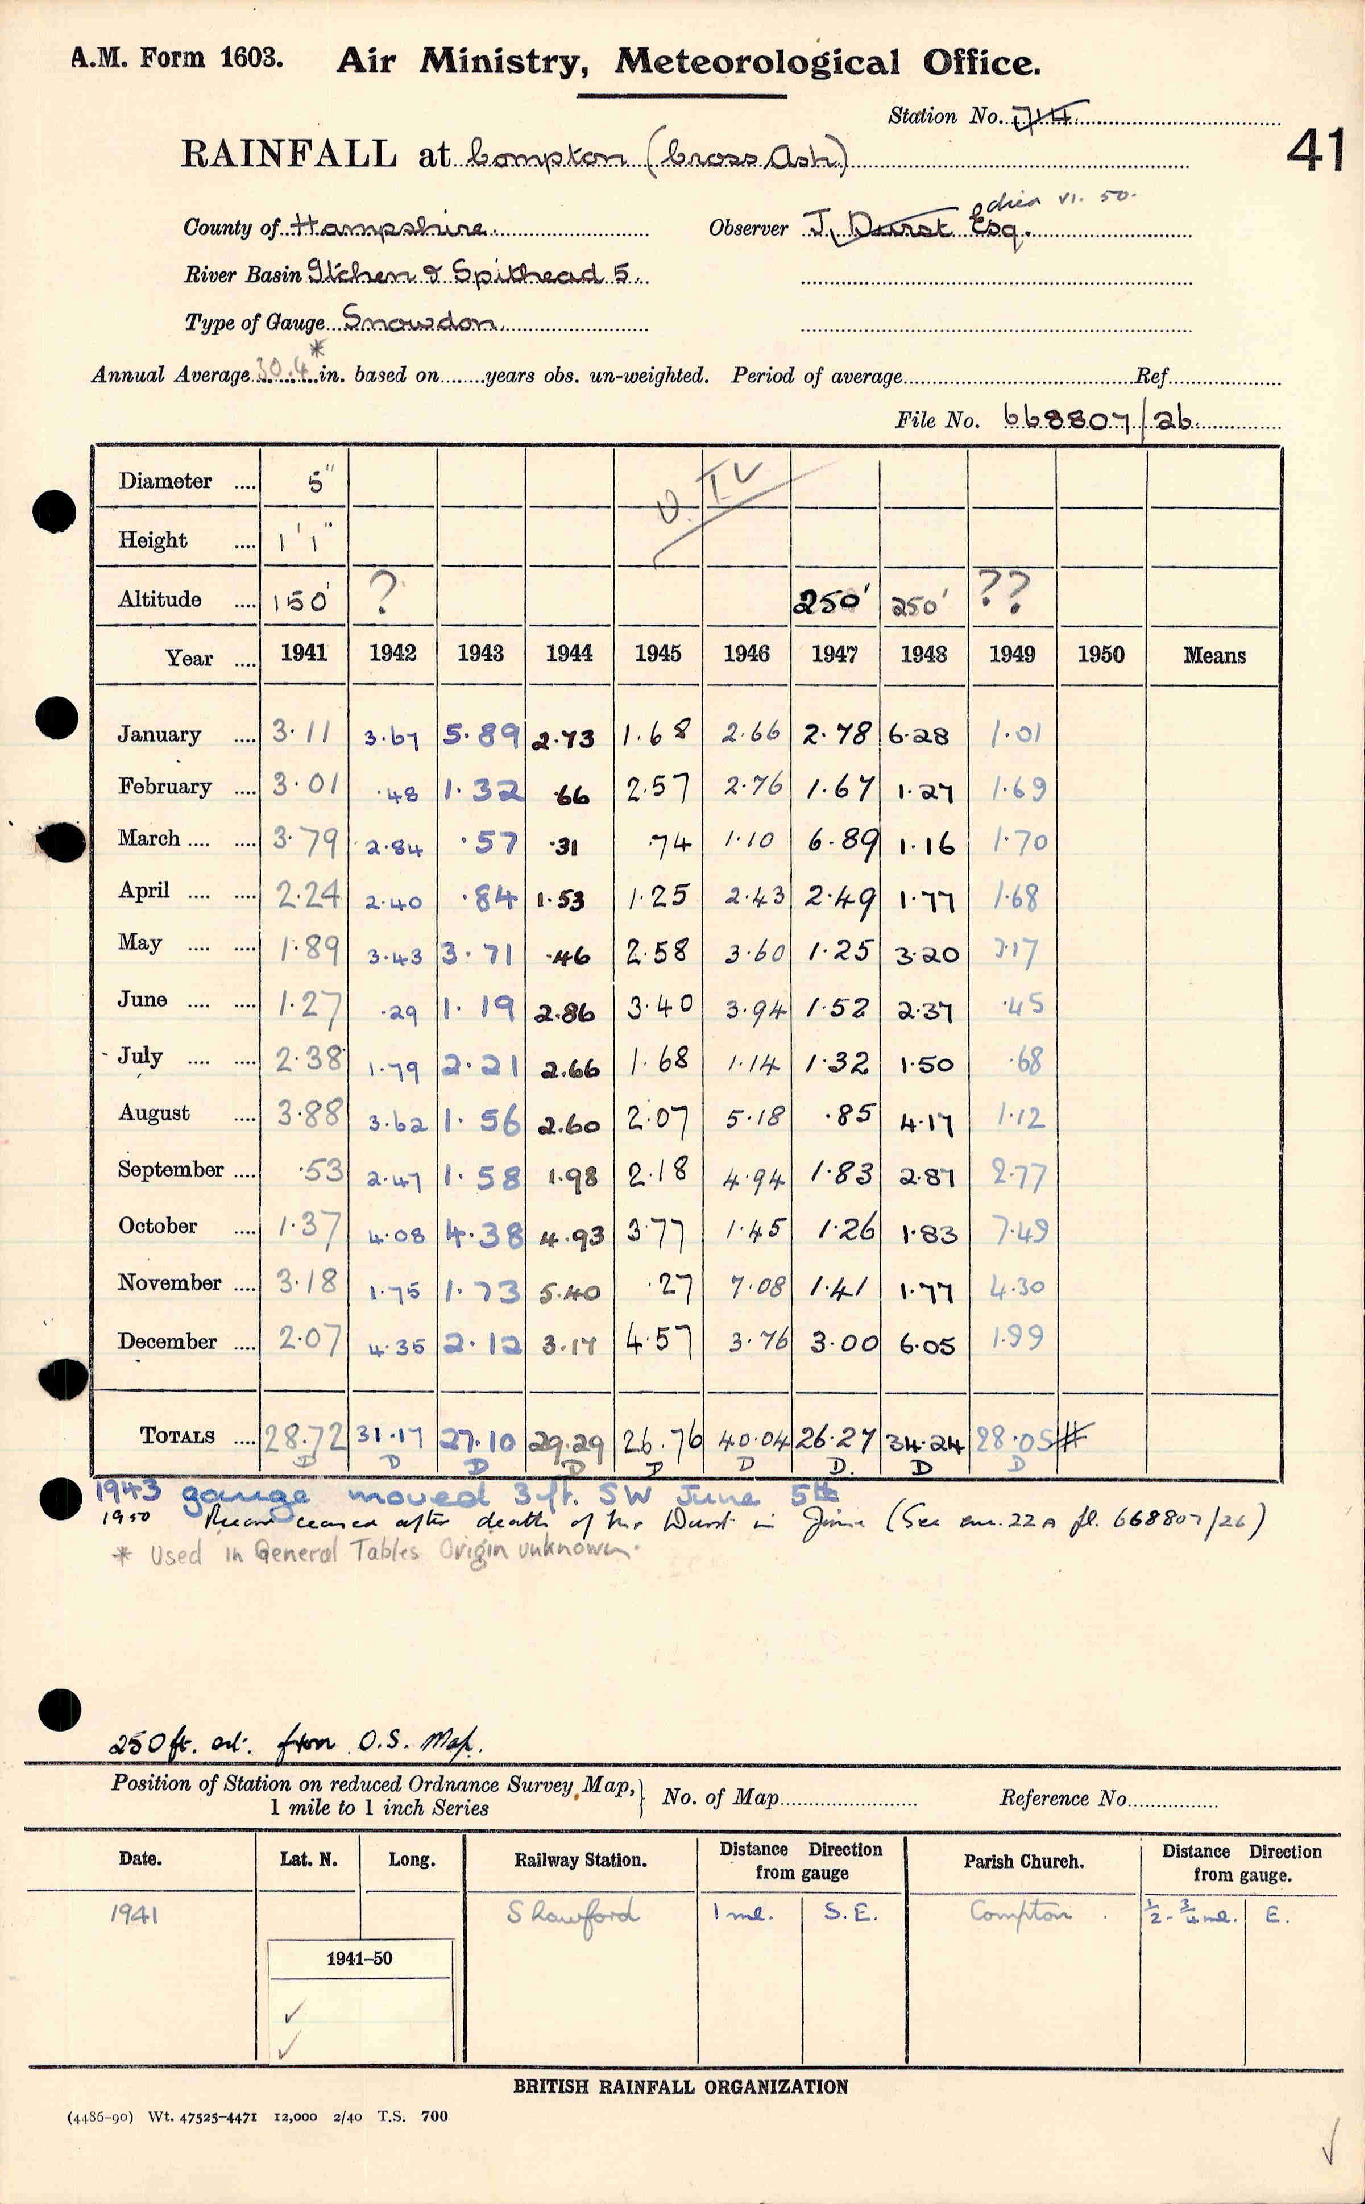 A.M. Form 1603. Air Ministry, Meteorological Office.
Station No. 714
41
RAINFALL at Compton (Cross Ash)
died VI. 50.
County of Hampshire Observer J. Durst Esq.
River Basin Itchen & Spithead 5.
Type of Gauge Snowdon
Annual Average 30.4* in. based on years obs. un-weighted. Period of average Ref.
File No. 668807/26
Diameter .... 5"
Height .... 1' 1"
Altitude .... 150' ? 250' 250' ??
Year .... 1941 1942 1943 1944 1945 1946 1947 1948 1949 1950 Means
January .... 3.11 3.67 5.89 2.73 1.68 2.66 2.78 6.28 1.01
February .... 3.01 .48 1.32 .66 2.57 2.76 1.67 1.27 1.69
March .... .... 3.79 2.84 .57 .31 .74 1.10 6.89 1.16 1.70
April .... .... 2.24 2.40 .84 1.53 1.25 2.43 2.49 1.77 1.68
May .... .... 1.89 3.43 3.71 .46 2.58 3.60 1.25 3.20 3.17
June .... .... 1.27 .29 1.19 2.86 3.40 3.94 1.52 2.37 .45
July .... .... 2.38 1.79 2.21 2.66 1.68 1.14 1.32 1.50 .68
August .... 3.88 3.62 1.56 2.60 2.07 5.18 .85 4.17 1.12
September .... .53 2.47 1.58 1.98 2.18 4.94 1.83 2.87 2.77
October .... 1.37 4.08 4.38 4.93 3.77 1.45 1.26 1.83 7.49
November .... 3.18 1.75 1.73 5.40 .27 7.08 1.41 1.77 4.30
December .... 2.07 4.35 2.12 3.17 4.57 3.76 3.00 6.05 1.99
TOTALS .... 28.72 31.17 27.10 29.29 26.76 40.04 26.27 34.24 28.05 #
D D D D D D D. D D
1943 gauge moved 3 ft. SW June 5th
1950 Record ceased after death of Mr Durst in June (See enc. 22A fl. 668807/26)
* Used in General Tables Origin unknown.
250 ft. alt. from O.S. Map.
Position of Station on reduced Ordnance Survey Map, 1 mile to 1 inch Series } No. of Map Reference No.
Date. Lat. N. Long. Railway Station. Distance Direction from gauge Parish Church. Distance Direction from gauge.
1941 Shawford 1 ml. S.E. Compton ½-¾ ml. E.
1941-50
✓
✓
BRITISH RAINFALL ORGANIZATION
(4486-90) Wt. 47525-4471 12,000 2/40 T.S. 700